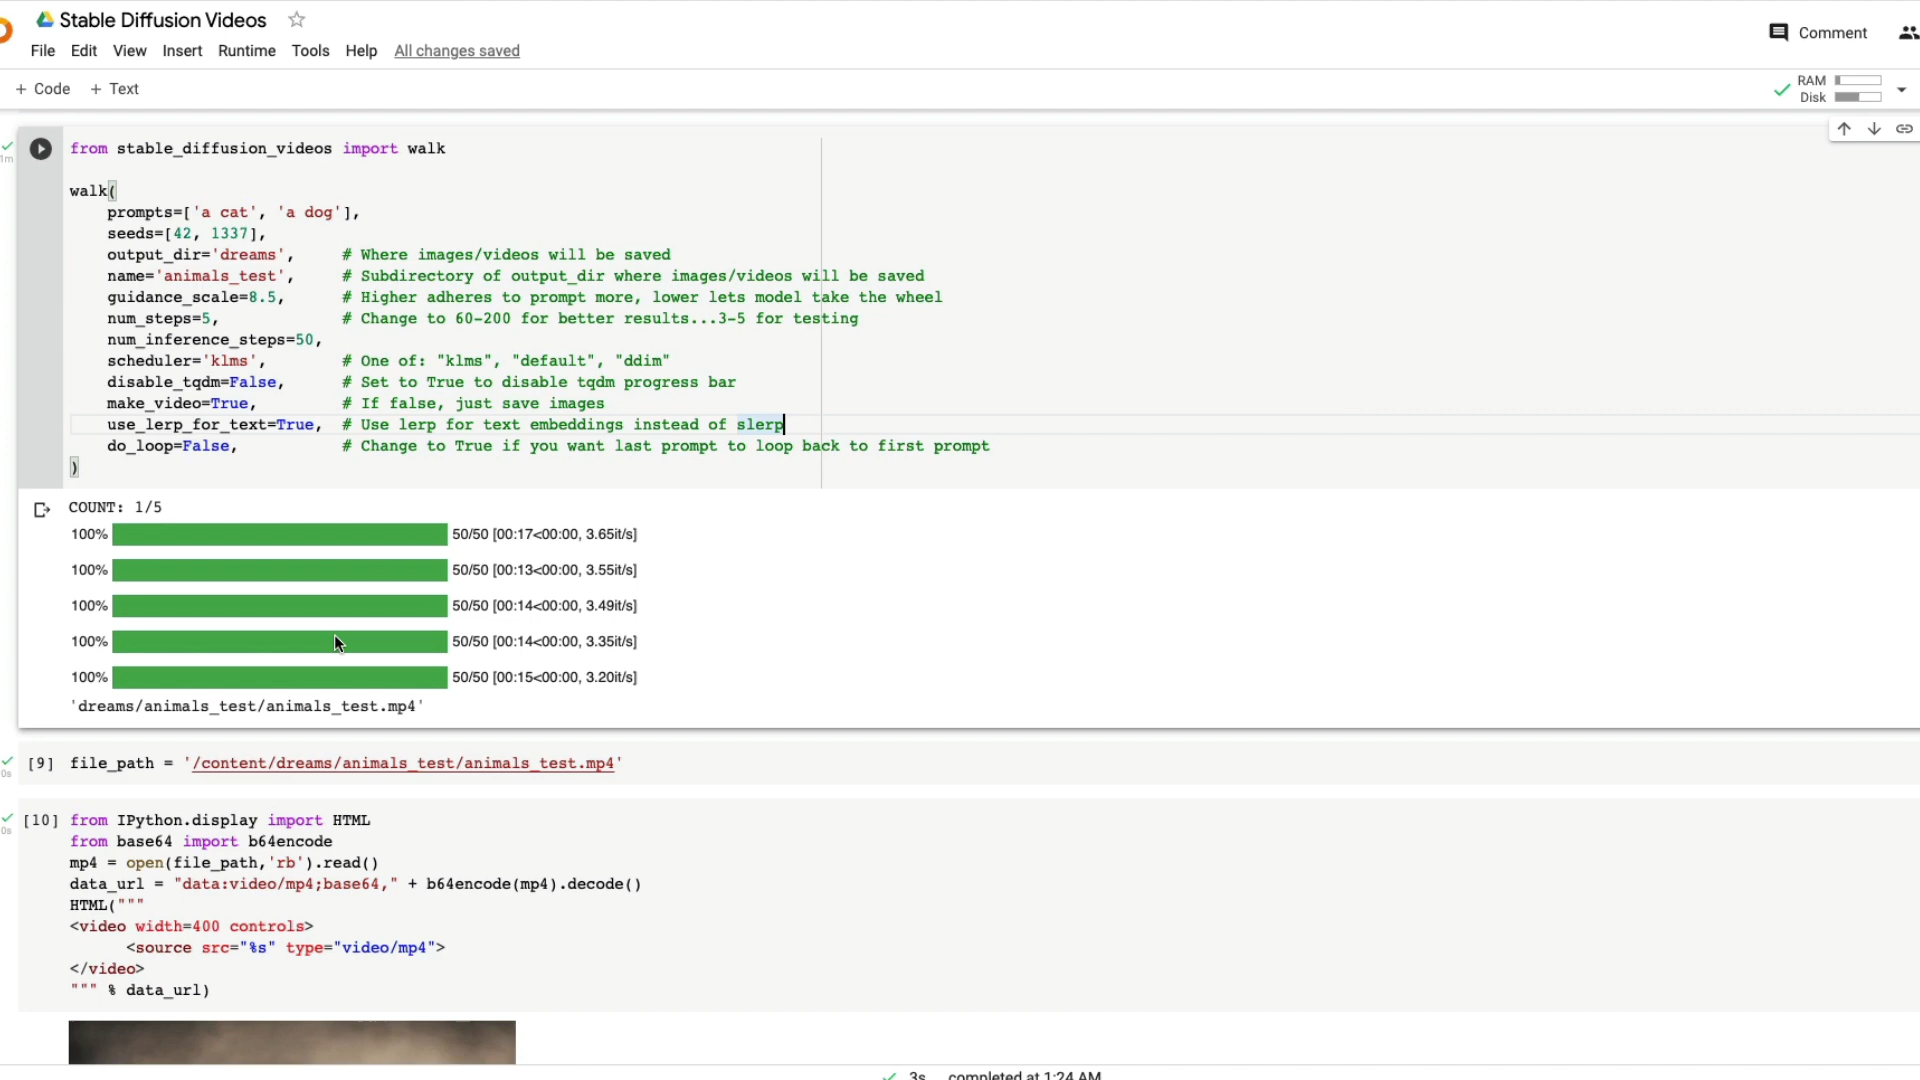 Stable Diffusion Videos
File Edit View Insert Runtime Tools Help All changes saved
Comment
+ Code + Text
RAM
Disk
1m
from stable_diffusion_videos import walk
walk(
prompts=['a cat', 'a dog'],
seeds=[42, 1337],
output_dir='dreams', # Where images/videos will be saved
name='animals_test', # Subdirectory of output_dir where images/videos will be saved
guidance_scale=8.5, # Higher adheres to prompt more, lower lets model take the wheel
num_steps=5, # Change to 60-200 for better results...3-5 for testing
num_inference_steps=50,
scheduler='klms', # One of: "klms", "default", "ddim"
disable_tqdm=False, # Set to True to disable tqdm progress bar
make_video=True, # If false, just save images
use_lerp_for_text=True, # Use lerp for text embeddings instead of slerp
do_loop=False, # Change to True if you want last prompt to loop back to first prompt
)
COUNT: 1/5
100% 50/50 [00:17<00:00, 3.65it/s]
100% 50/50 [00:13<00:00, 3.55it/s]
100% 50/50 [00:14<00:00, 3.49it/s]
100% 50/50 [00:14<00:00, 3.35it/s]
100% 50/50 [00:15<00:00, 3.20it/s]
'dreams/animals_test/animals_test.mp4'
[9] file_path = '/content/dreams/animals_test/animals_test.mp4'
0s
[10] from IPython.display import HTML
0s
from base64 import b64encode
mp4 = open(file_path,'rb').read()
data_url = "data:video/mp4;base64," + b64encode(mp4).decode()
HTML("""
<video width=400 controls>
<source src="%s" type="video/mp4">
</video>
""" % data_url)
3s completed at 1:24 AM